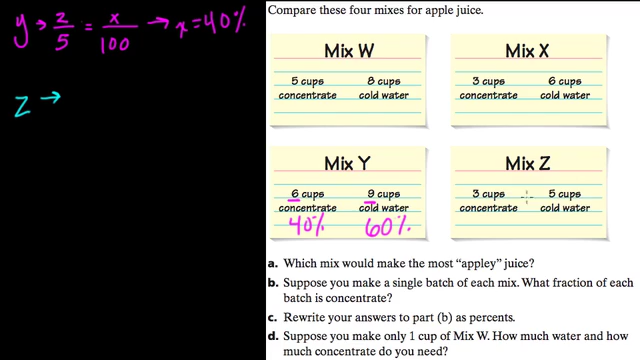 y → 2/5 = x/100 → x = 40%
z →
Compare these four mixes for apple juice.
Mix W
5 cups 8 cups
concentrate cold water
Mix X
3 cups 6 cups
concentrate cold water
Mix Y
6 cups 9 cups
concentrate cold water
40% 60%
Mix Z
3 cups 5 cups
concentrate cold water
a. Which mix would make the most “appley” juice?
b. Suppose you make a single batch of each mix. What fraction of each
batch is concentrate?
c. Rewrite your answers to part (b) as percents.
d. Suppose you make only 1 cup of Mix W. How much water and how
much concentrate do you need?